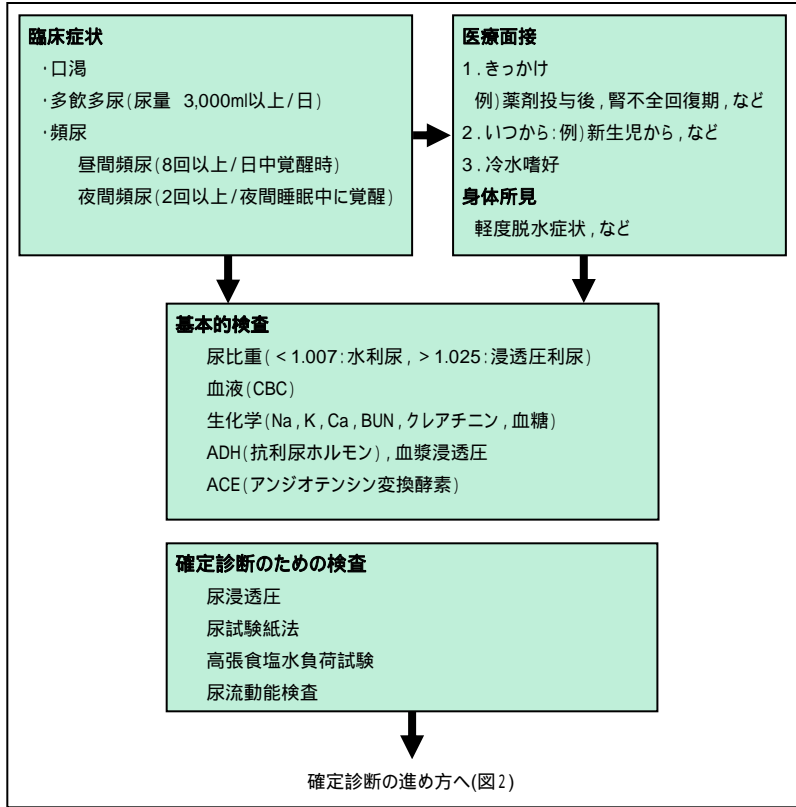 臨床症状
・口渇
・多飲多尿(尿量 3,000ml以上/日)
・頻尿
昼間頻尿(8回以上/日中覚醒時)
夜間頻尿(2回以上/夜間睡眠中に覚醒)
医療面接
1．きっかけ
例)薬剤投与後，腎不全回復期，など
2．いつから：例)新生児から，など
3．冷水嗜好
身体所見
軽度脱水症状，など
基本的検査
尿比重(＜1.007：水利尿，＞1.025：浸透圧利尿)
血液(CBC)
生化学(Na，K，Ca，BUN，クレアチニン，血糖)
ADH(抗利尿ホルモン)，血漿浸透圧
ACE(アンジオテンシン変換酵素)
確定診断のための検査
尿浸透圧
尿試験紙法
高張食塩水負荷試験
尿流動能検査
確定診断の進め方へ(図2)